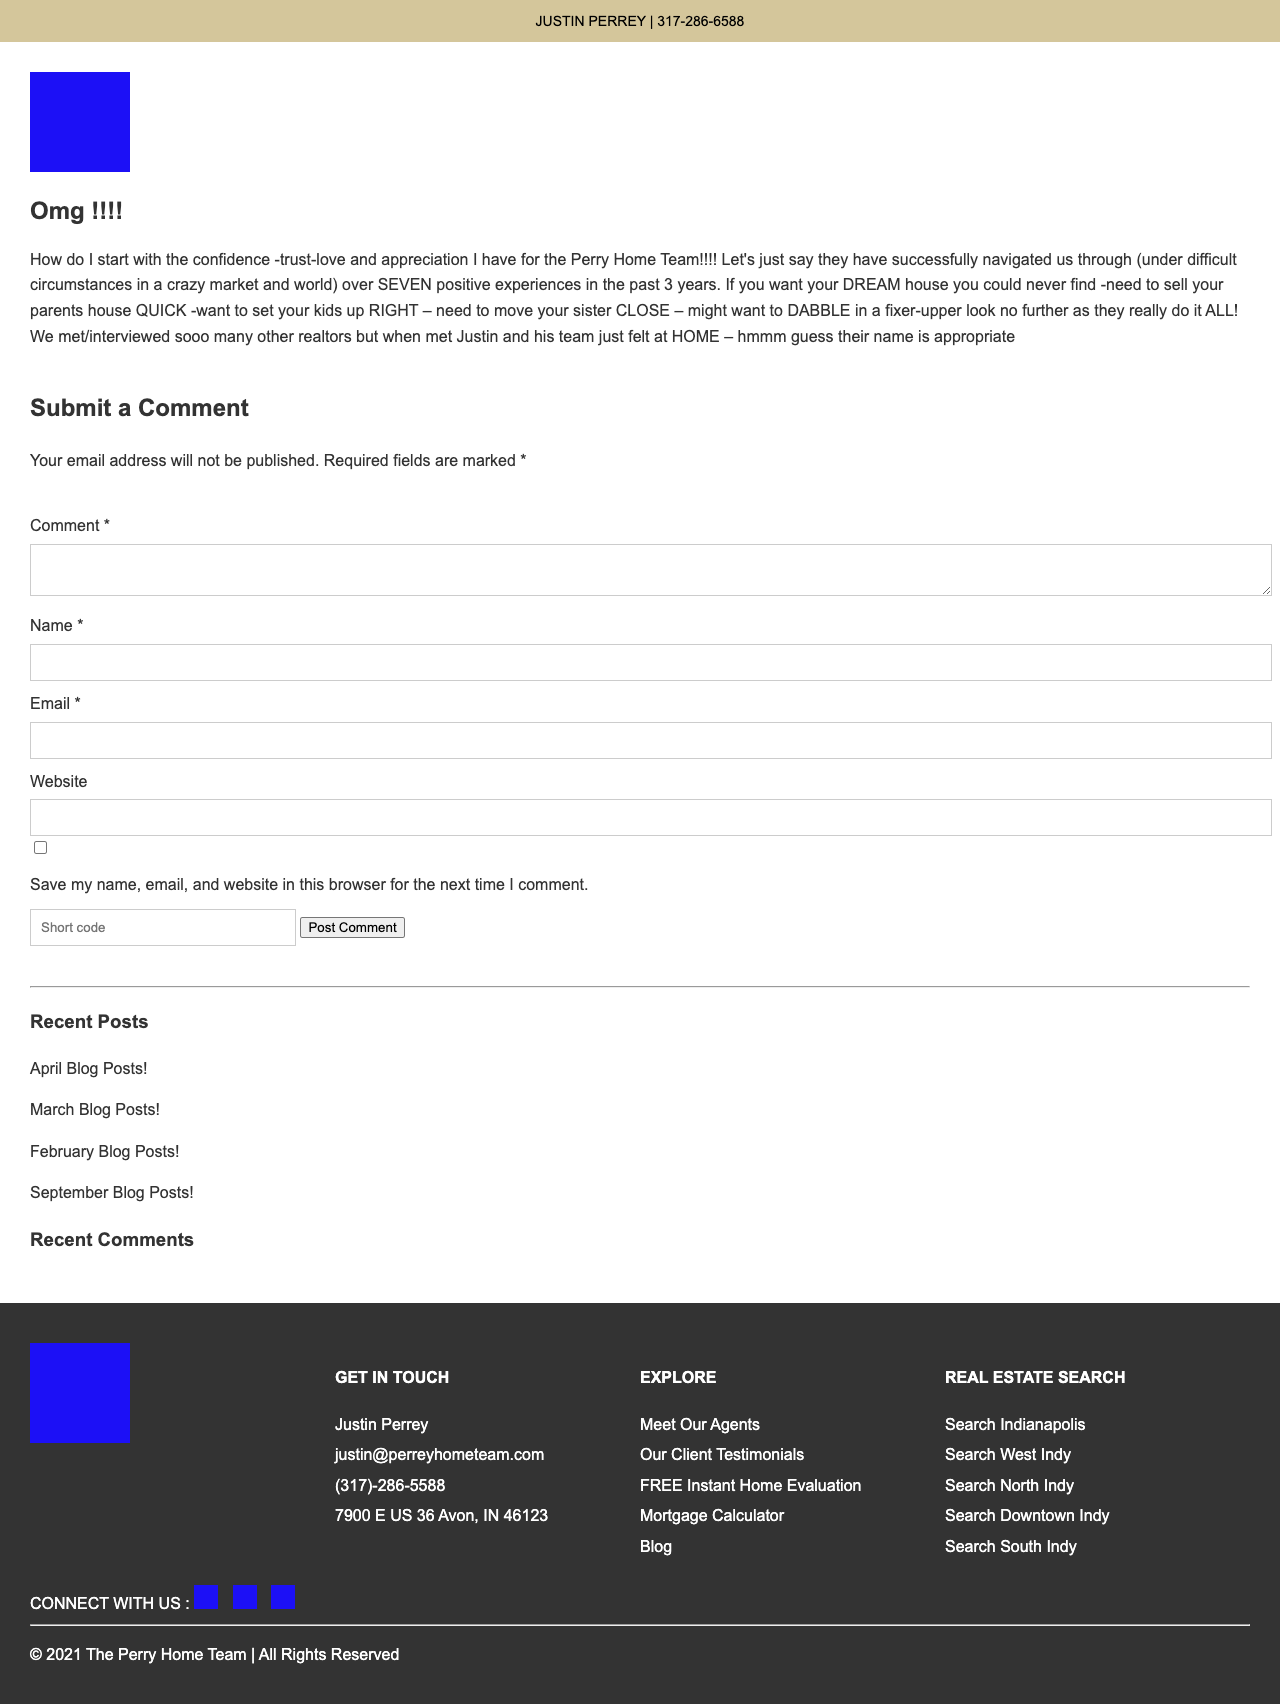 JUSTIN PERREY | 317-286-6588
Omg !!!!
How do I start with the confidence -trust-love and appreciation I have for the Perry Home Team!!!! Let's just say they have successfully navigated us through (under difficult
circumstances in a crazy market and world) over SEVEN positive experiences in the past 3 years. If you want your DREAM house you could never find -need to sell your
parents house QUICK -want to set your kids up RIGHT – need to move your sister CLOSE – might want to DABBLE in a fixer-upper look no further as they really do it ALL!
We met/interviewed sooo many other realtors but when met Justin and his team just felt at HOME – hmmm guess their name is appropriate
Submit a Comment
Your email address will not be published. Required fields are marked *
Comment *
Name *
Email *
Website
Save my name, email, and website in this browser for the next time I comment.
Short code Post Comment
Recent Posts
April Blog Posts!
March Blog Posts!
February Blog Posts!
September Blog Posts!
Recent Comments
GET IN TOUCH
Justin Perrey
justin@perreyhometeam.com
(317)-286-5588
7900 E US 36 Avon, IN 46123
EXPLORE
Meet Our Agents
Our Client Testimonials
FREE Instant Home Evaluation
Mortgage Calculator
Blog
REAL ESTATE SEARCH
Search Indianapolis
Search West Indy
Search North Indy
Search Downtown Indy
Search South Indy
CONNECT WITH US :
© 2021 The Perry Home Team | All Rights Reserved